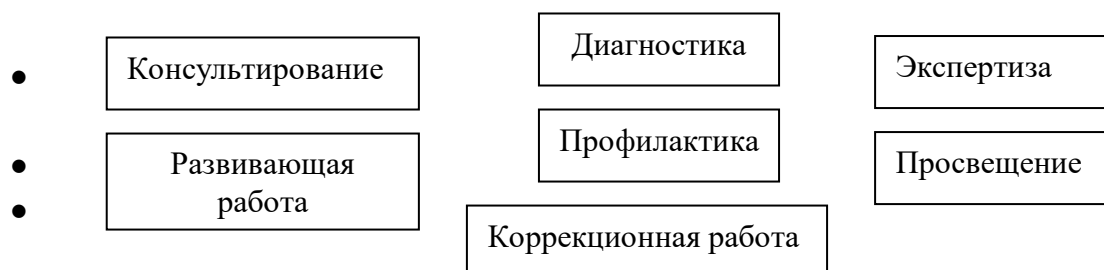 Консультирование
Диагностика
Экспертиза
Развивающая
работа
Профилактика
Просвещение
Коррекционная работа